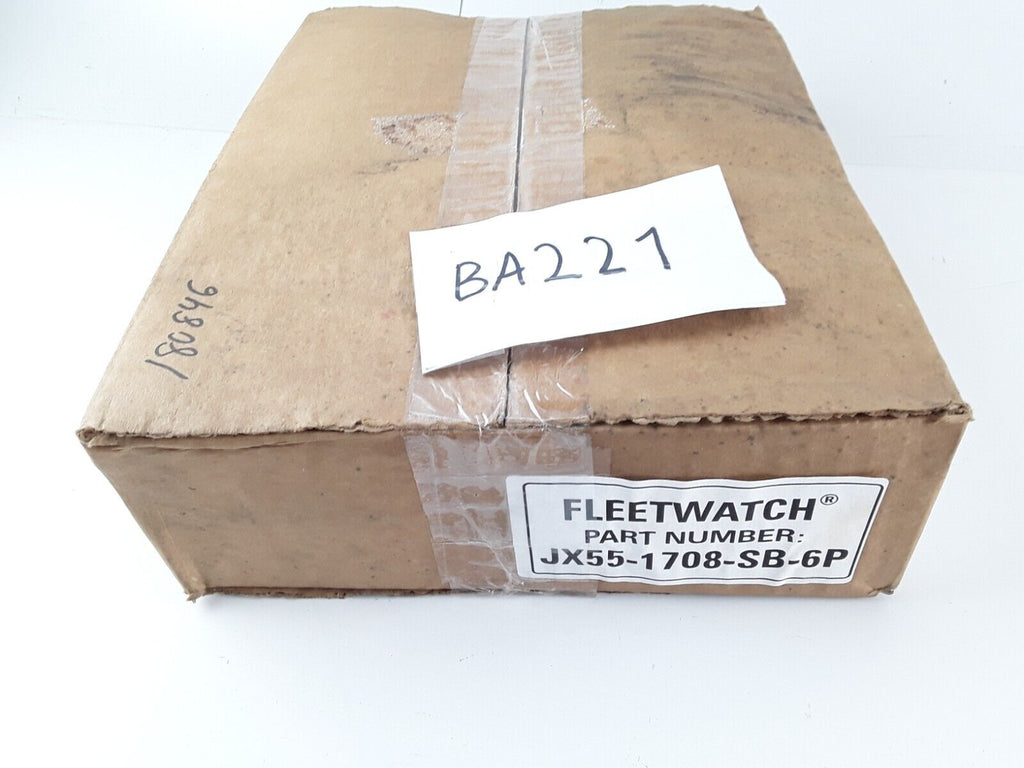 BA221
180846
FLEETWATCH®
PART NUMBER:
JX55-1708-SB-6P